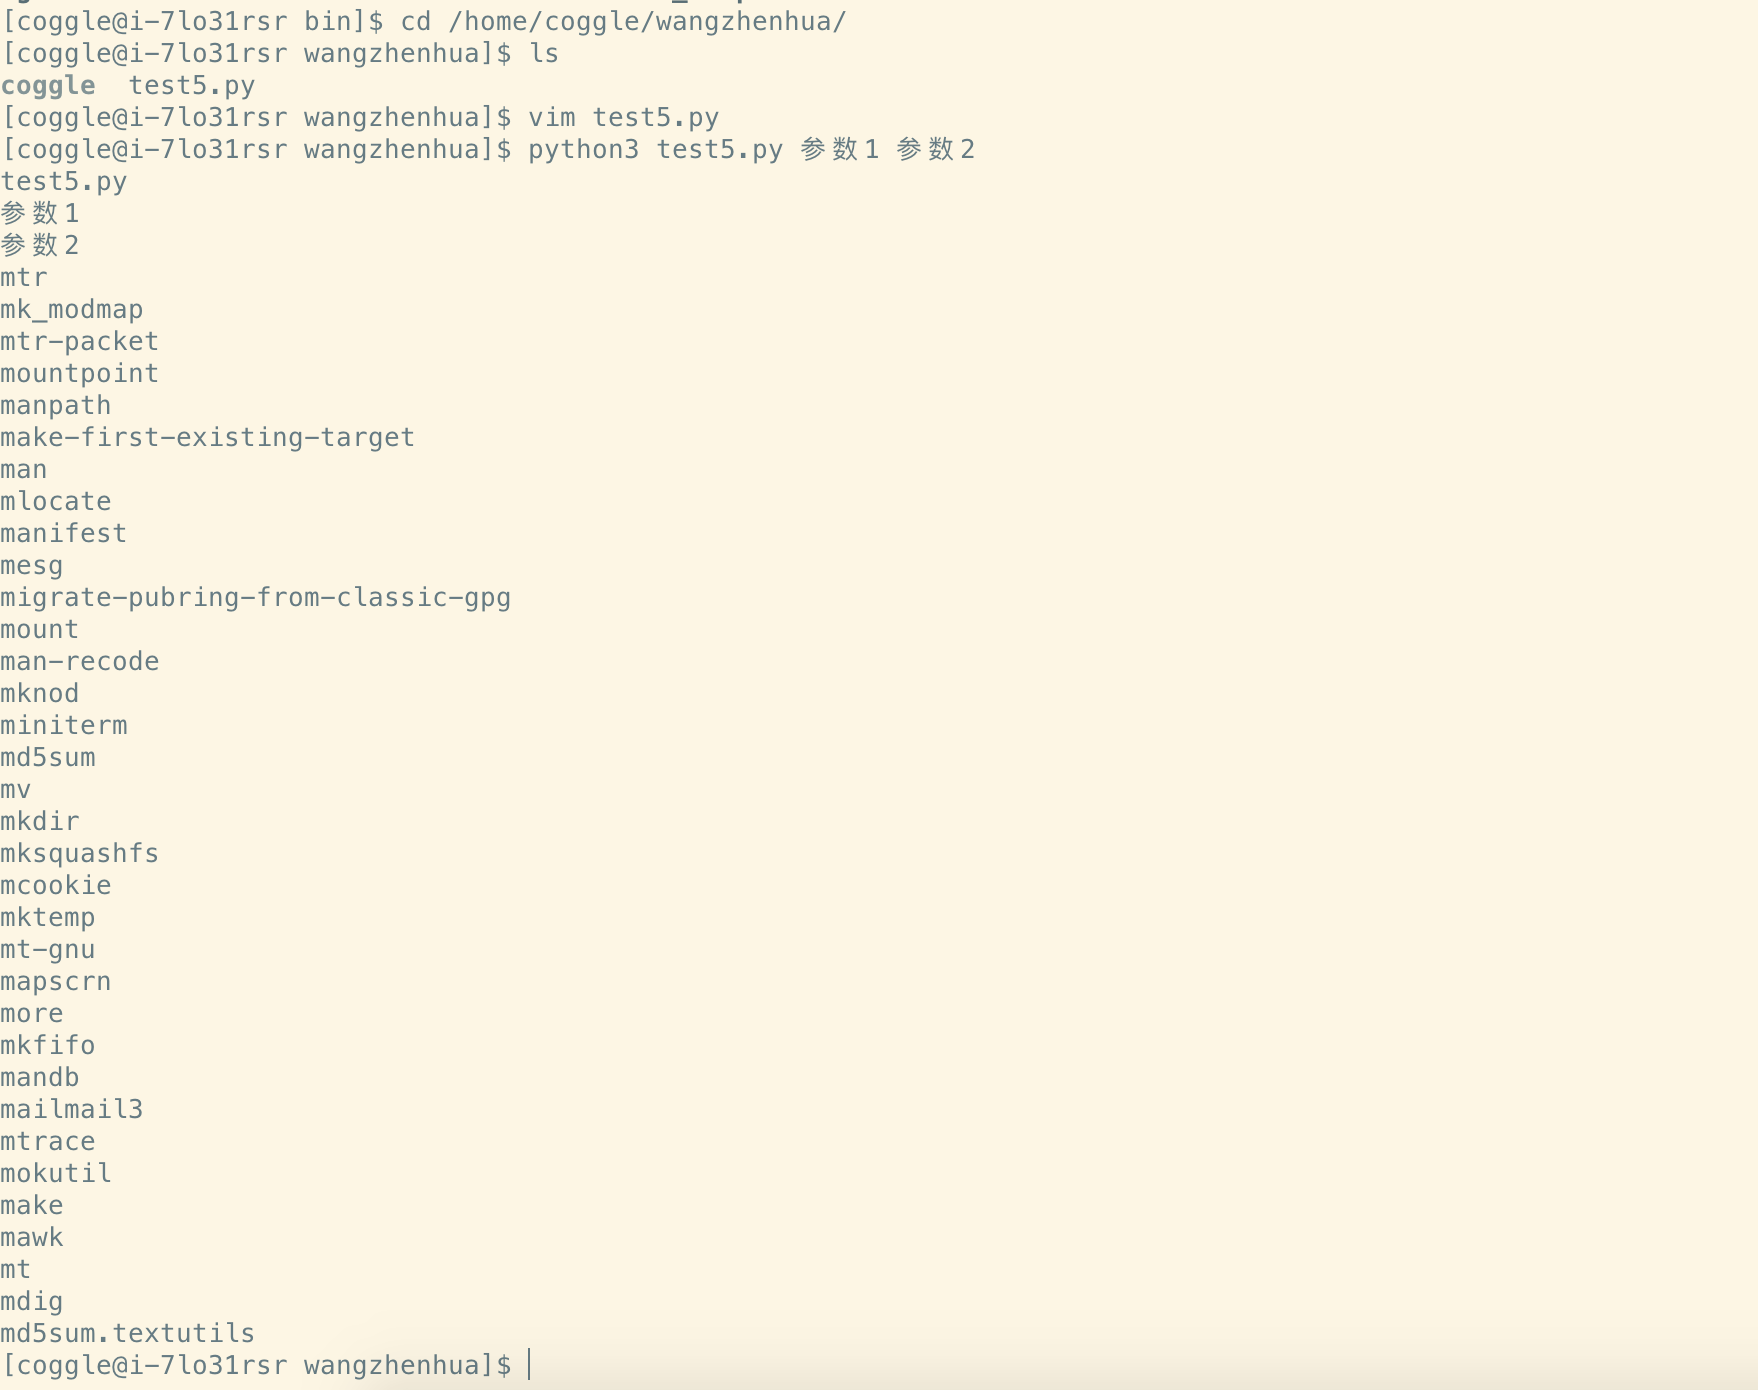 [coggle@i-7lo31rsr bin]$ cd /home/coggle/wangzhenhua/
[coggle@i-7lo31rsr wangzhenhua]$ ls
coggle  test5.py
[coggle@i-7lo31rsr wangzhenhua]$ vim test5.py
[coggle@i-7lo31rsr wangzhenhua]$ python3 test5.py 参数1 参数2
test5.py
参数1
参数2
mtr
mk_modmap
mtr-packet
mountpoint
manpath
make-first-existing-target
man
mlocate
manifest
mesg
migrate-pubring-from-classic-gpg
mount
man-recode
mknod
miniterm
md5sum
mv
mkdir
mksquashfs
mcookie
mktemp
mt-gnu
mapscrn
more
mkfifo
mandb
mailmail3
mtrace
mokutil
make
mawk
mt
mdig
md5sum.textutils
[coggle@i-7lo31rsr wangzhenhua]$